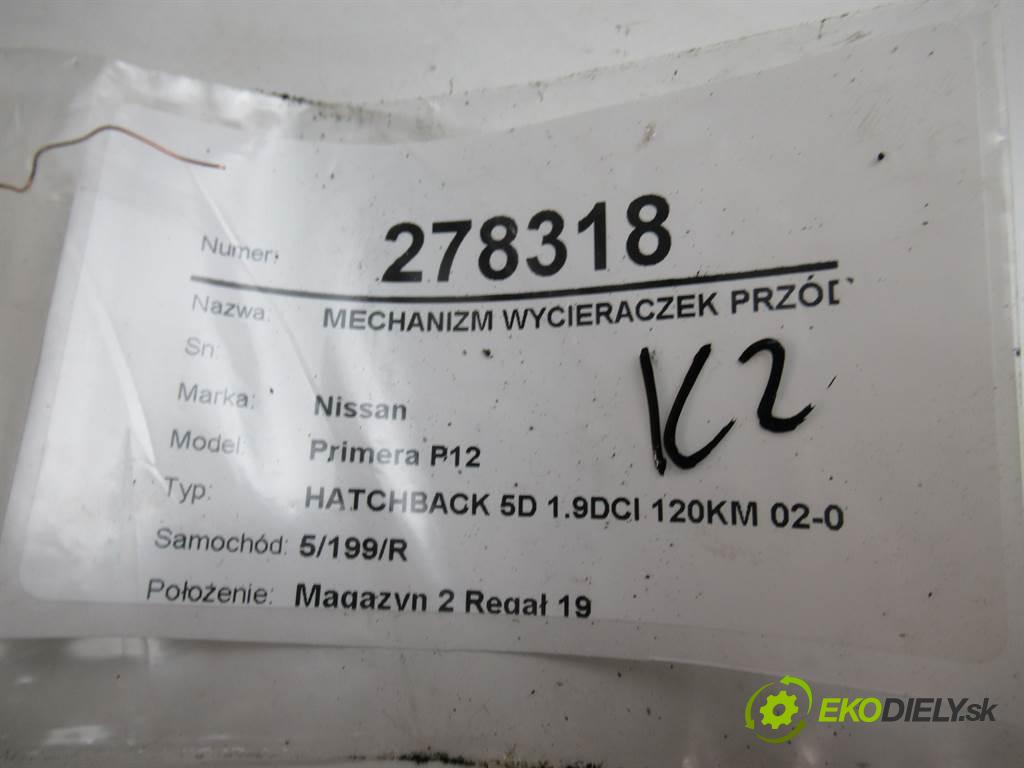 Numer: 278318
Nazwa: MECHANIZM WYCIERACZEK PRZÓD
Sn:
Marka: Nissan
K2
Model: Primera P12
Typ: HATCHBACK 5D 1.9DCI 120KM 02-0
Samochód: 5/199/R
Położenie: Magazyn 2 Regał 19
EKODIELY.sk